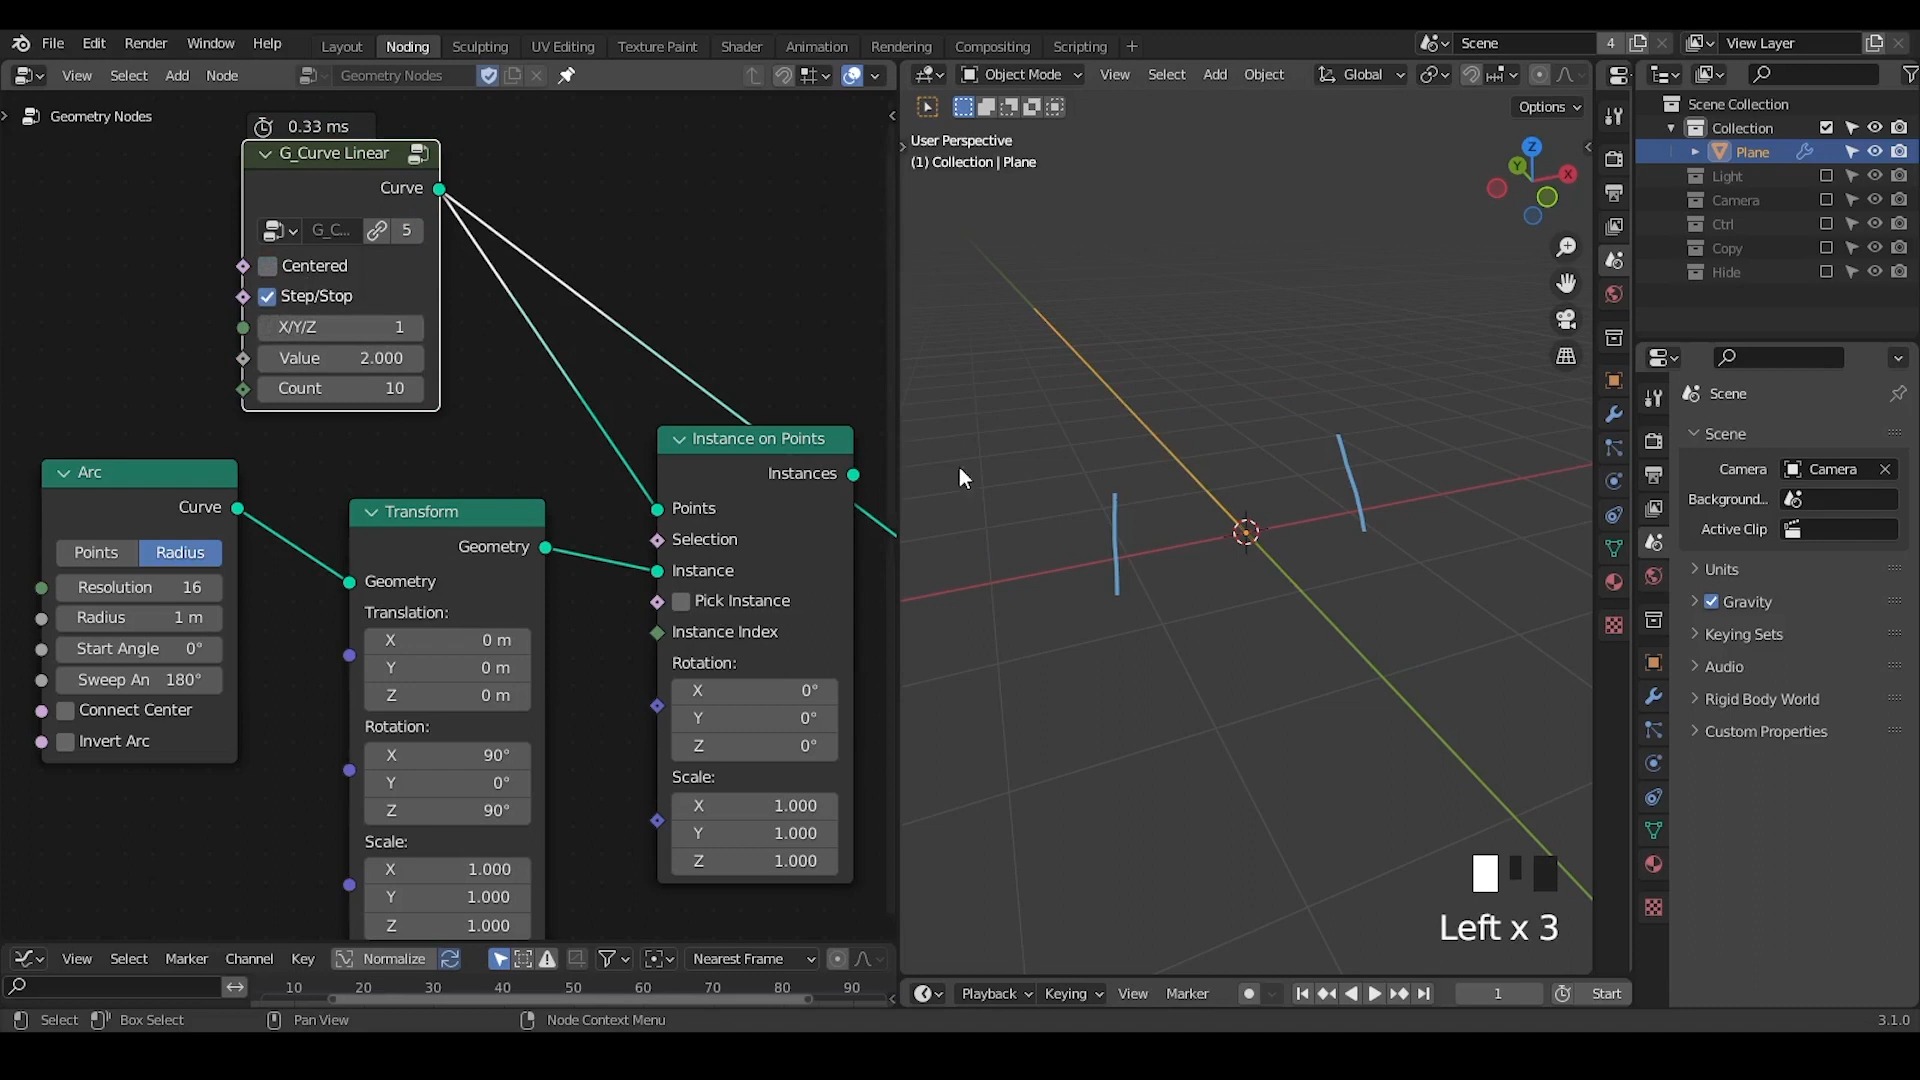 File Edit Render Window Help Layout Noding Sculpting UV Editing Texture Paint Shader Animation Rendering Compositing Scripting + Scene 4 View Layer
View Select Add Node Geometry Nodes Object Mode View Select Add Object Global
Options
Geometry Nodes
0.33 ms
G_Curve Linear
Curve
G_C... 5
Centered
Step/Stop
X/Y/Z 1
Value 2.000
Count 10
Arc
Curve
Points Radius
Resolution 16
Radius 1 m
Start Angle 0°
Sweep An 180°
Connect Center
Invert Arc
Transform
Geometry
Geometry
Translation:
X 0 m
Y 0 m
Z 0 m
Rotation:
X 90°
Y 0°
Z 90°
Scale:
X 1.000
Y 1.000
Z 1.000
Instance on Points
Instances
Points
Selection
Instance
Pick Instance
Instance Index
Rotation:
X 0°
Y 0°
Z 0°
Scale:
X 1.000
Y 1.000
Z 1.000
User Perspective
(1) Collection | Plane
Z
Y
X
Left x 3
Scene Collection
Collection
Plane
Light
Camera
Ctrl
Copy
Hide
Scene
Scene
Camera Camera
Background...
Active Clip
Units
Gravity
Keying Sets
Audio
Rigid Body World
Custom Properties
View Select Marker Channel Key Normalize Nearest Frame
10 20 30 40 50 60 70 80 90
Playback Keying View Marker 1 Start
Select Box Select Pan View Node Context Menu 3.1.0